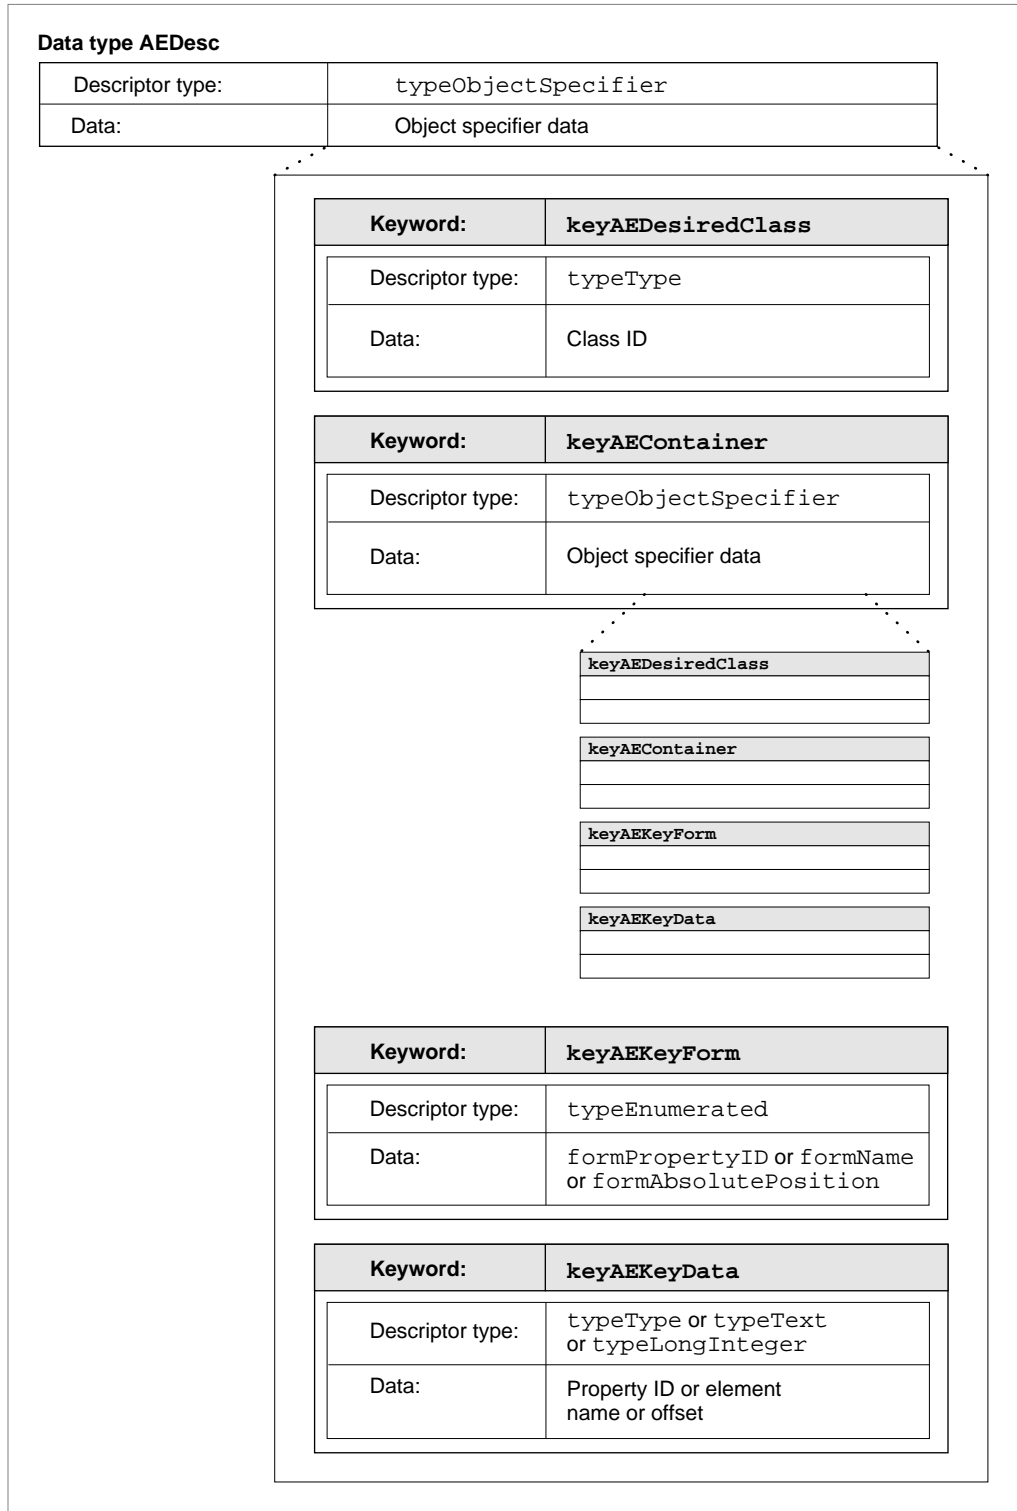 Data type AEDesc
Descriptor type: typeObjectSpecifier
Data: Object specifier data
Keyword: keyAEDesiredClass
Descriptor type: typeType
Data: Class ID
Keyword: keyAEContainer
Descriptor type: typeObjectSpecifier
Data: Object specifier data
keyAEDesiredClass
keyAEContainer
keyAEKeyForm
keyAEKeyData
Keyword: keyAEKeyForm
Descriptor type: typeEnumerated
Data: formPropertyID or formName
or formAbsolutePosition
Keyword: keyAEKeyData
Descriptor type: typeType or typeText
or typeLongInteger
Data: Property ID or element
name or offset